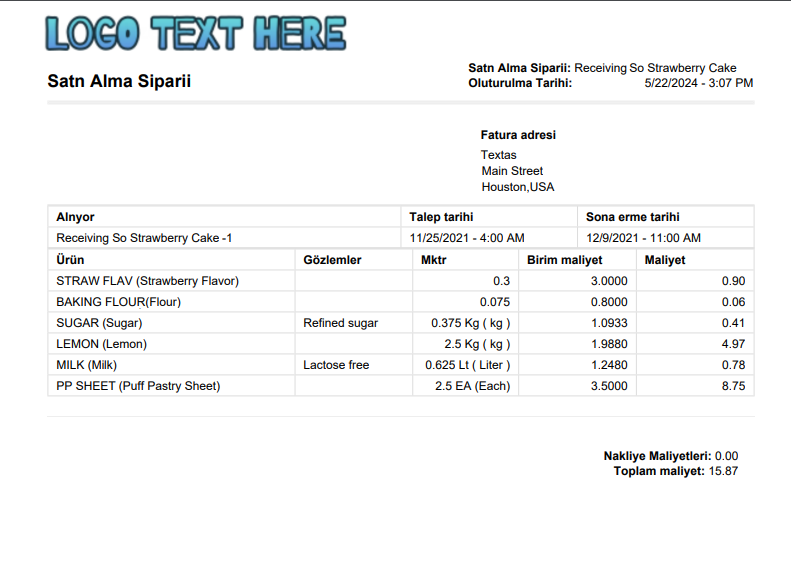 LOGO TEXT HERE
Satn Alma Siparii
Satn Alma Siparii: Receiving So Strawberry Cake
Oluturulma Tarihi: 5/22/2024 - 3:07 PM
Fatura adresi
Textas
Main Street
Houston,USA
Alnyor Talep tarihi Sona erme tarihi
Receiving So Strawberry Cake -1 11/25/2021 - 4:00 AM 12/9/2021 - 11:00 AM
Ürün Gözlemler Mktr Birim maliyet Maliyet
STRAW FLAV (Strawberry Flavor) 0.3 3.0000 0.90
BAKING FLOUR(Flour) 0.075 0.8000 0.06
SUGAR (Sugar) Refined sugar 0.375 Kg ( kg ) 1.0933 0.41
LEMON (Lemon) 2.5 Kg ( kg ) 1.9880 4.97
MILK (Milk) Lactose free 0.625 Lt ( Liter ) 1.2480 0.78
PP SHEET (Puff Pastry Sheet) 2.5 EA (Each) 3.5000 8.75
Nakliye Maliyetleri: 0.00
Toplam maliyet: 15.87